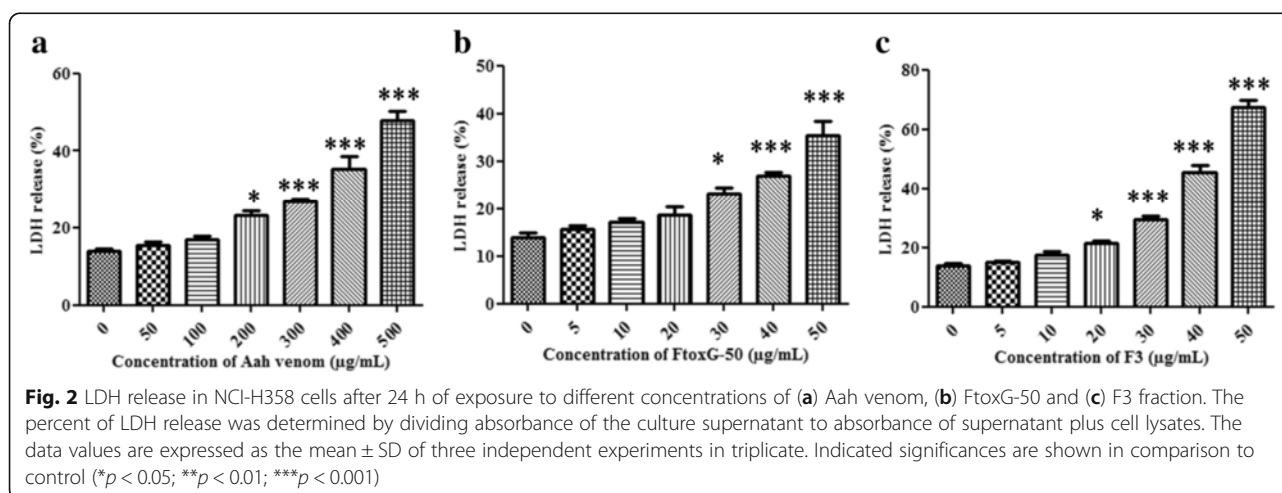 a
b
c
60
40
20
0
LDH release (%)
*
***
***
***
0 50 100 200 300 400 500
Concentration of Aah venom (µg/mL)
50
40
30
20
10
0
LDH release (%)
*
***
***
0 5 10 20 30 40 50
Concentration of FtoxG-50 (µg/mL)
80
60
40
20
0
LDH release (%)
*
***
***
***
0 5 10 20 30 40 50
Concentration of F3 (µg/mL)
Fig. 2 LDH release in NCI-H358 cells after 24 h of exposure to different concentrations of (a) Aah venom, (b) FtoxG-50 and (c) F3 fraction. The
percent of LDH release was determined by dividing absorbance of the culture supernatant to absorbance of supernatant plus cell lysates. The
data values are expressed as the mean ± SD of three independent experiments in triplicate. Indicated significances are shown in comparison to
control (*p < 0.05; **p < 0.01; ***p < 0.001)